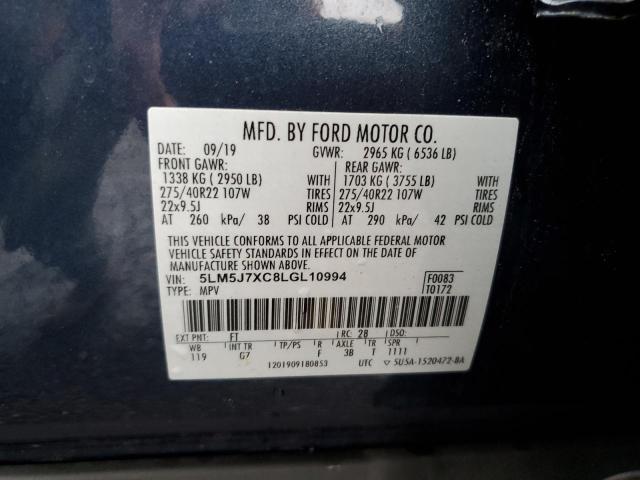 MFD. BY FORD MOTOR CO.
DATE: 09/19 GVWR: 2965 KG ( 6536 LB)
FRONT GAWR: REAR GAWR:
1338 KG ( 2950 LB) 1703 KG ( 3755 LB)
275/40R22 107W TIRES 275/40R22 107W TIRES
22x9.5J RIMS 22x9.5J RIMS
AT 260 kPa/ 38 PSI COLD AT 290 kPa/ 42 PSI COLD
THIS VEHICLE CONFORMS TO ALL APPLICABLE FEDERAL MOTOR
VEHICLE SAFETY STANDARDS IN EFFECT ON THE DATE OF
MANUFACTURE SHOWN ABOVE.
VIN: 5LM5J7XC8LGL10994 F0083
TYPE: MPV T0172
EXT PNT: FT RC: 28 DSO:
WB INT TR TP/PS R AXLE TR SPR
119 G7 F 3B T 1111
1201909180853 UTC ▽ 5U5A-1520472-BA